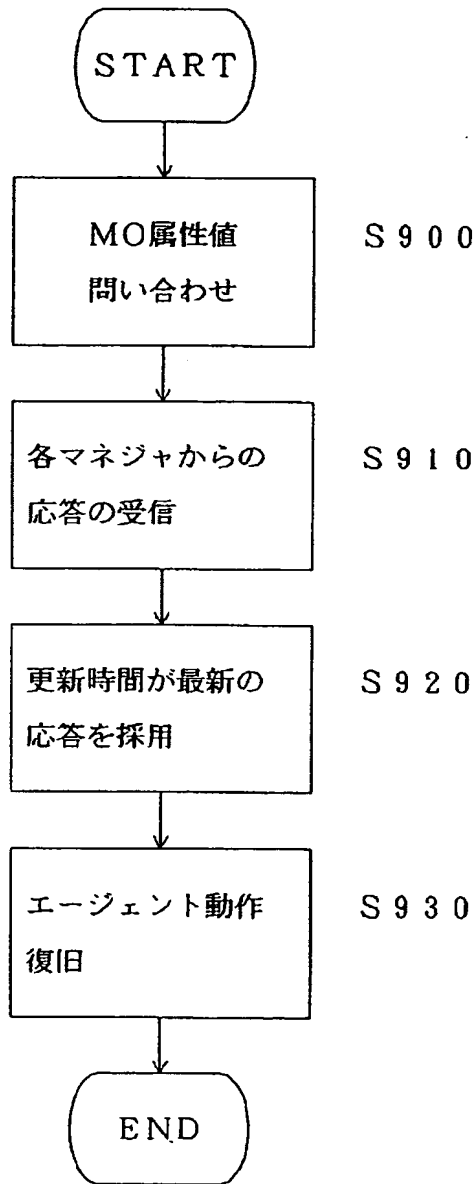 START
MO属性値
問い合わせ
S900
各マネジャからの
応答の受信
S910
更新時間が最新の
応答を採用
S920
エージェント動作
復旧
S930
END